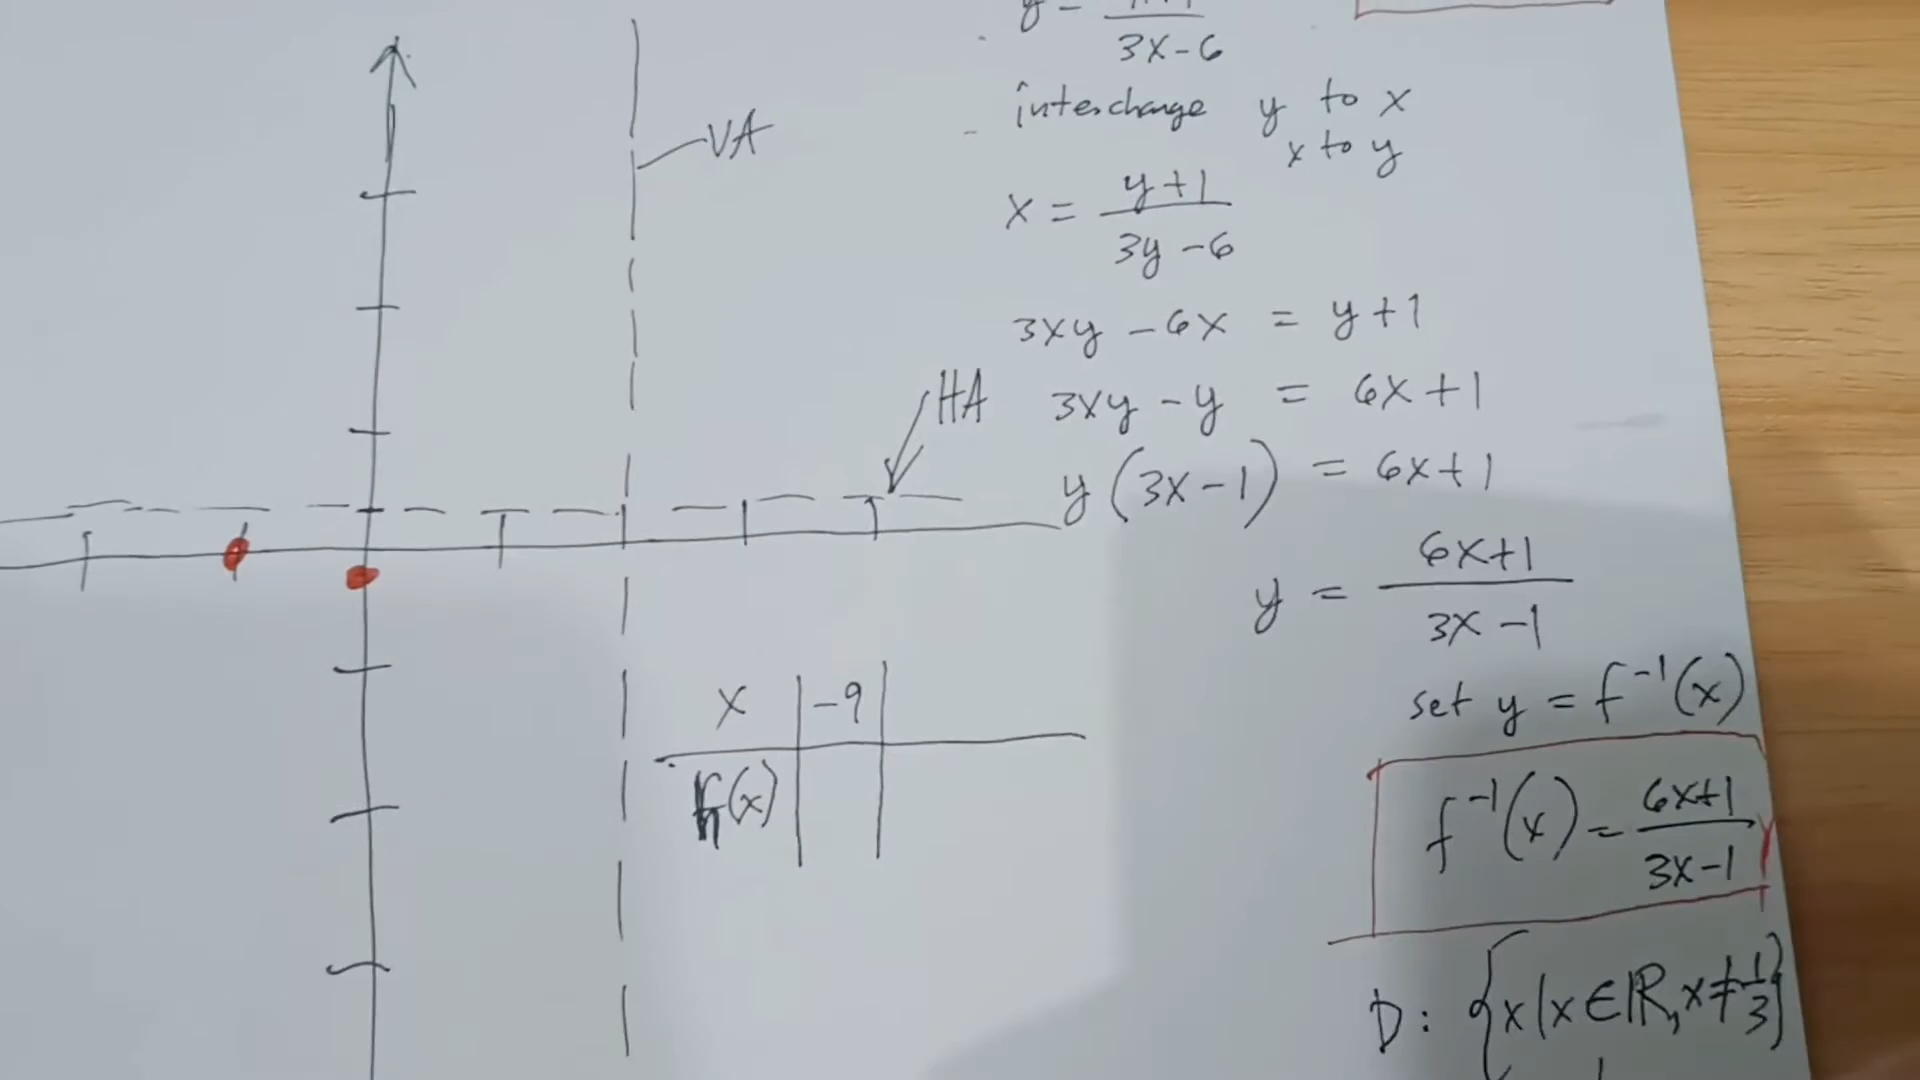 y =
3x-6
interchange y to x
x to y
x = y+1
3y-6
3xy - 6x = y+1
3xy - y = 6x+1
y (3x-1) = 6x+1
y = 6x+1
3x-1
set y = f⁻¹(x)
f⁻¹(x) = 6x+1
3x-1
D: {x|x∈ℝ, x≠1/3}
VA
HA
x | -9
f(x)